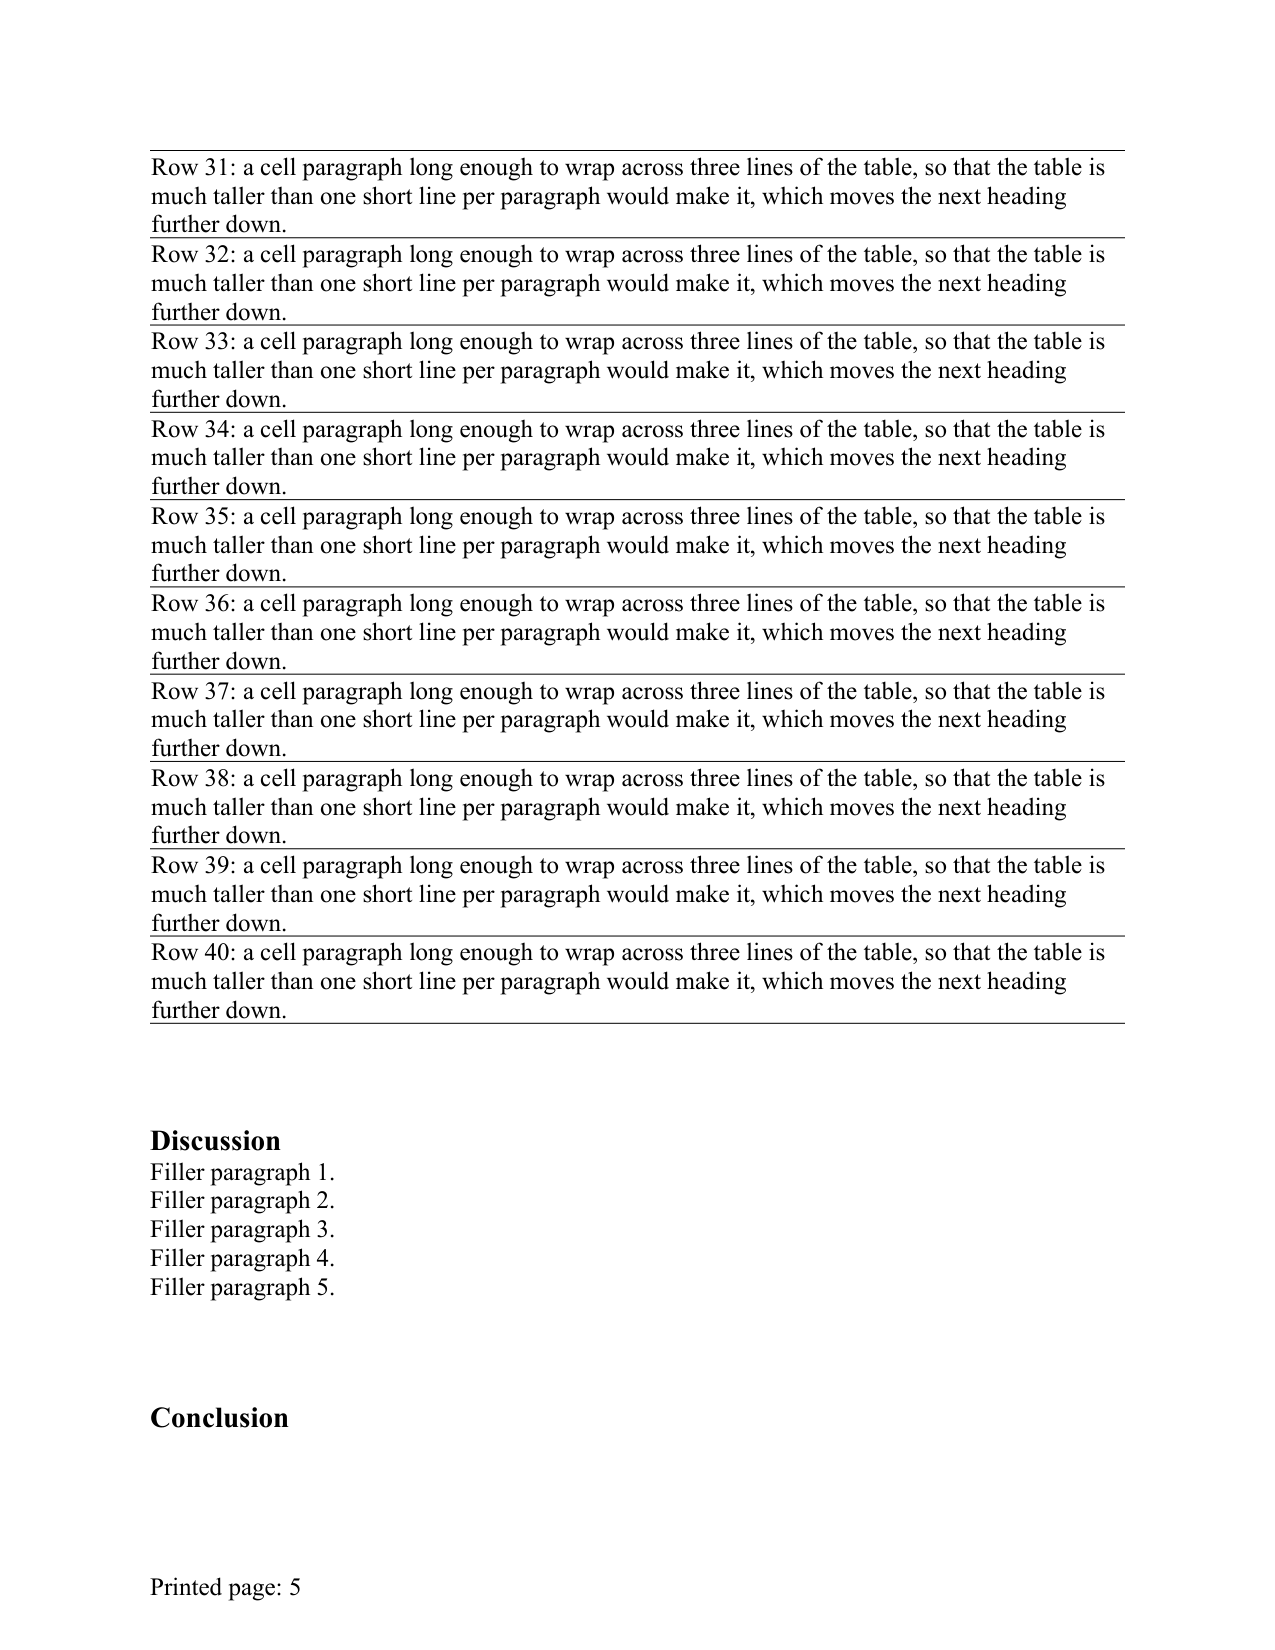 Row 31: a cell paragraph long enough to wrap across three lines of the table, so that the table is
much taller than one short line per paragraph would make it, which moves the next heading
further down.
Row 32: a cell paragraph long enough to wrap across three lines of the table, so that the table is
much taller than one short line per paragraph would make it, which moves the next heading
further down.
Row 33: a cell paragraph long enough to wrap across three lines of the table, so that the table is
much taller than one short line per paragraph would make it, which moves the next heading
further down.
Row 34: a cell paragraph long enough to wrap across three lines of the table, so that the table is
much taller than one short line per paragraph would make it, which moves the next heading
further down.
Row 35: a cell paragraph long enough to wrap across three lines of the table, so that the table is
much taller than one short line per paragraph would make it, which moves the next heading
further down.
Row 36: a cell paragraph long enough to wrap across three lines of the table, so that the table is
much taller than one short line per paragraph would make it, which moves the next heading
further down.
Row 37: a cell paragraph long enough to wrap across three lines of the table, so that the table is
much taller than one short line per paragraph would make it, which moves the next heading
further down.
Row 38: a cell paragraph long enough to wrap across three lines of the table, so that the table is
much taller than one short line per paragraph would make it, which moves the next heading
further down.
Row 39: a cell paragraph long enough to wrap across three lines of the table, so that the table is
much taller than one short line per paragraph would make it, which moves the next heading
further down.
Row 40: a cell paragraph long enough to wrap across three lines of the table, so that the table is
much taller than one short line per paragraph would make it, which moves the next heading
further down.
Discussion
Filler paragraph 1.
Filler paragraph 2.
Filler paragraph 3.
Filler paragraph 4.
Filler paragraph 5.
Conclusion
Printed page: 5